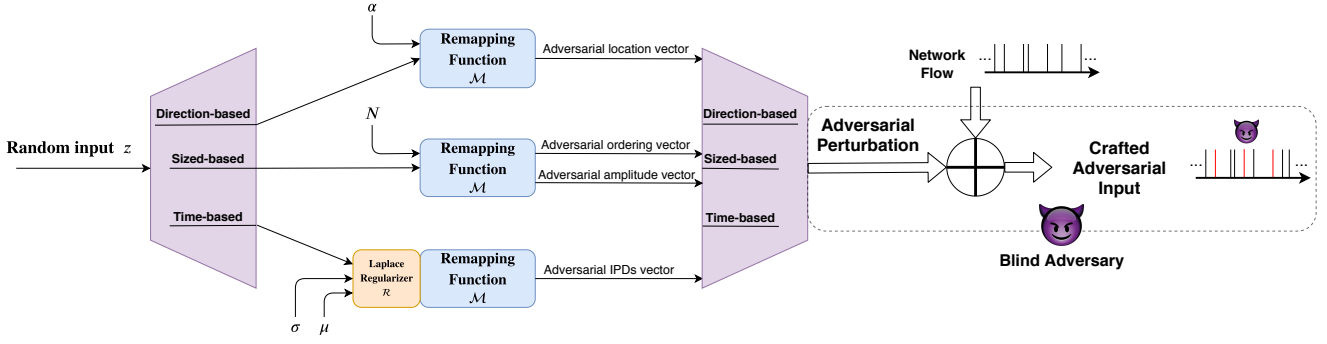 Random input z
Direction-based
Sized-based
Time-based
α
Remapping
Function
ℳ
Adversarial location vector
N
Remapping
Function
ℳ
Adversarial ordering vector
Adversarial amplitude vector
Laplace
Regularizer
ℛ
σ
μ
Remapping
Function
ℳ
Adversarial IPDs vector
Direction-based
Sized-based
Time-based
Adversarial
Perturbation
Network
Flow
...
...
Crafted
Adversarial
Input
...
...
Blind Adversary